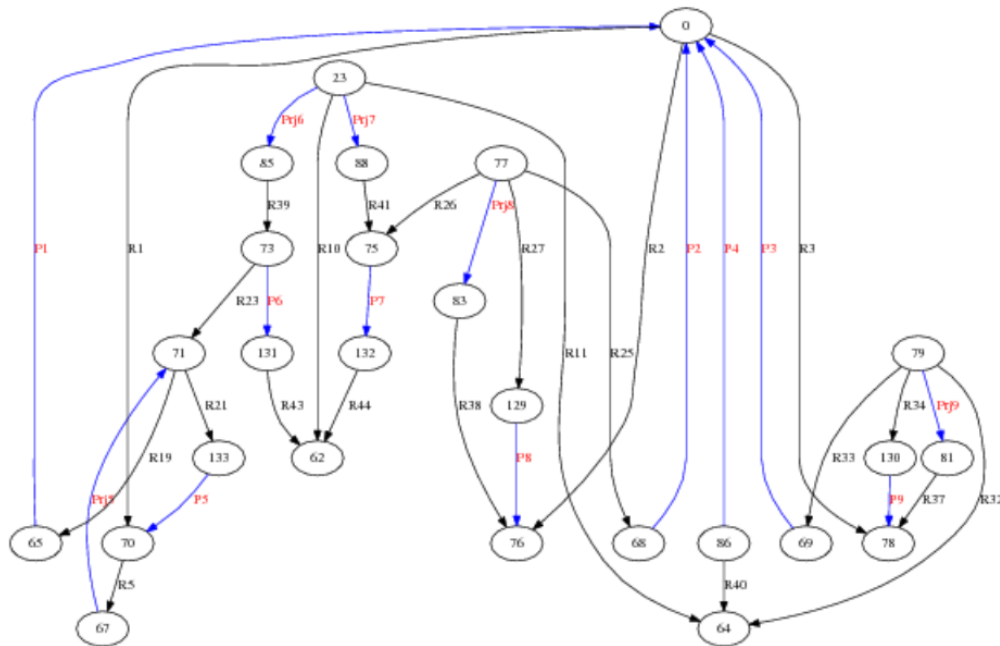 0
23
Prj6 Prj7
85 88 77
R39 R41 R26 Prj8
P1 R1 73 R10 75 R27 R2 P2 P4 P3 R3
R23 P6 P7 83
71 131 132 R11 R25 79
R21 R43 R44 R38 129 R34 Prj9
R19 133 62 P8 R33 130 81
Prj5 P5 P9 R37 R32
65 70 76 68 86 69 78
R5 R40
67 64